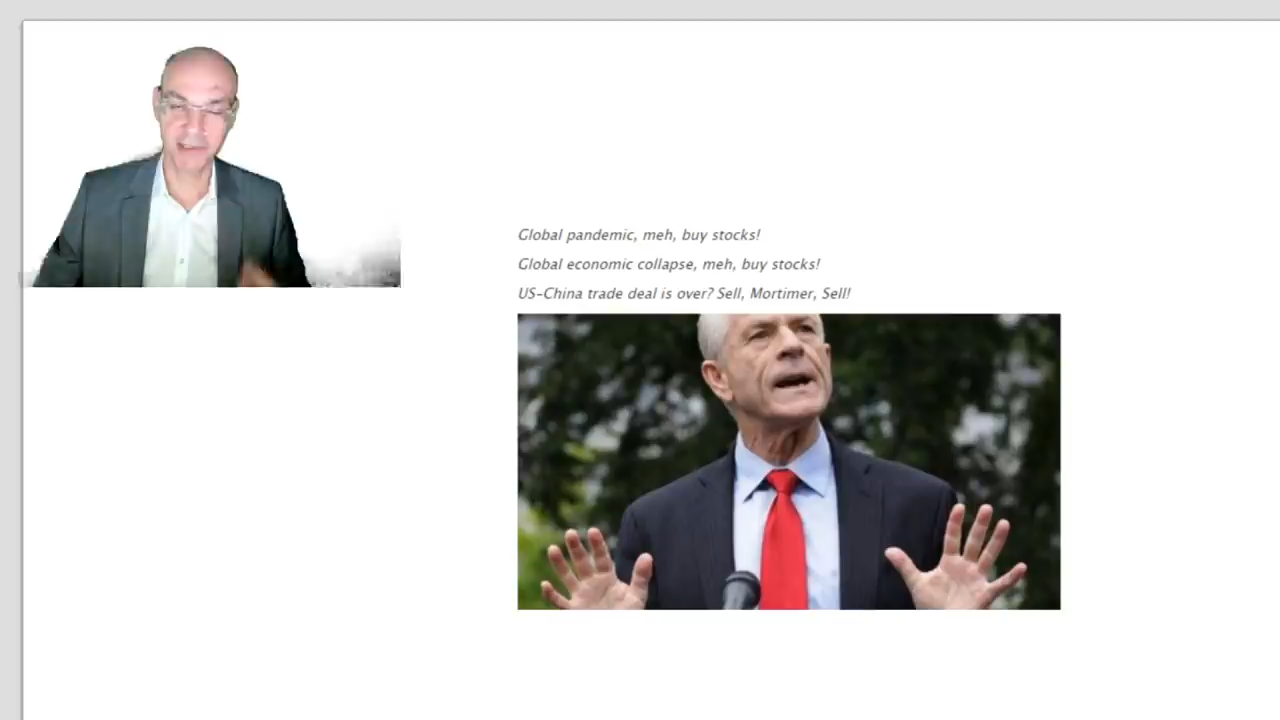 Global pandemic, meh, buy stocks!
Global economic collapse, meh, buy stocks!
US-China trade deal is over? Sell, Mortimer, Sell!